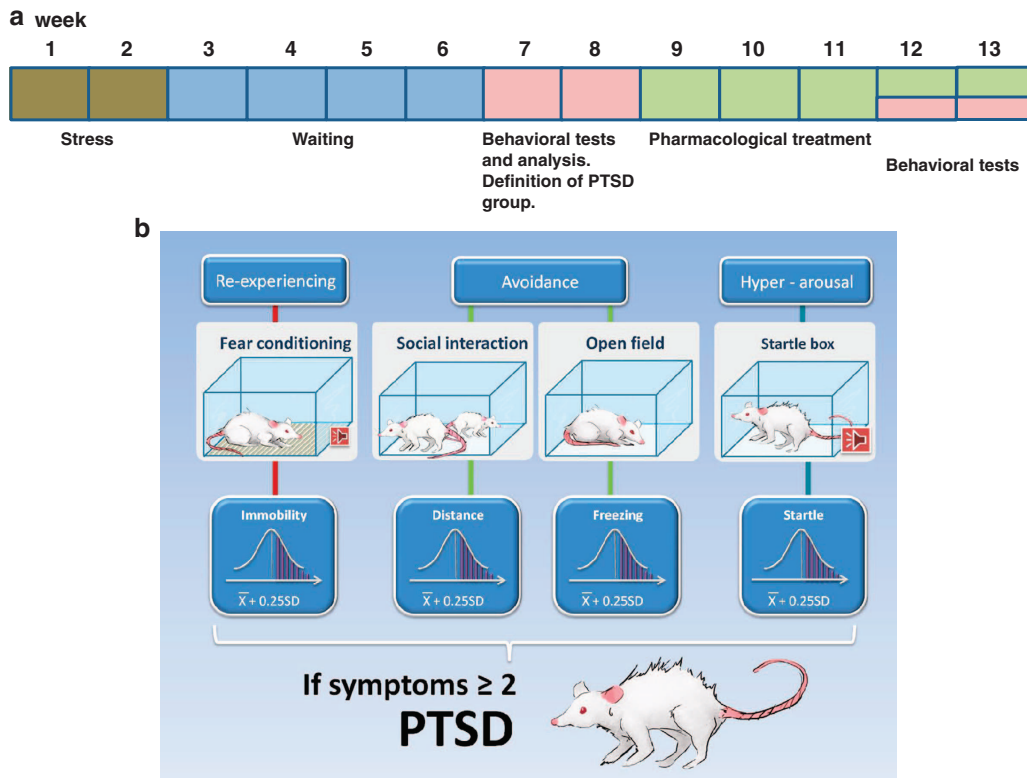 a week
1 2 3 4 5 6 7 8 9 10 11 12 13
Stress
Waiting
Behavioral tests
and analysis.
Definition of PTSD
group.
Pharmacological treatment
Behavioral tests
b
Re-experiencing
Avoidance
Hyper - arousal
Fear conditioning
Social interaction
Open field
Startle box
Immobility
X̅ + 0.25SD
Distance
X̅ + 0.25SD
Freezing
X̅ + 0.25SD
Startle
X̅ + 0.25SD
If symptoms ≥ 2
PTSD